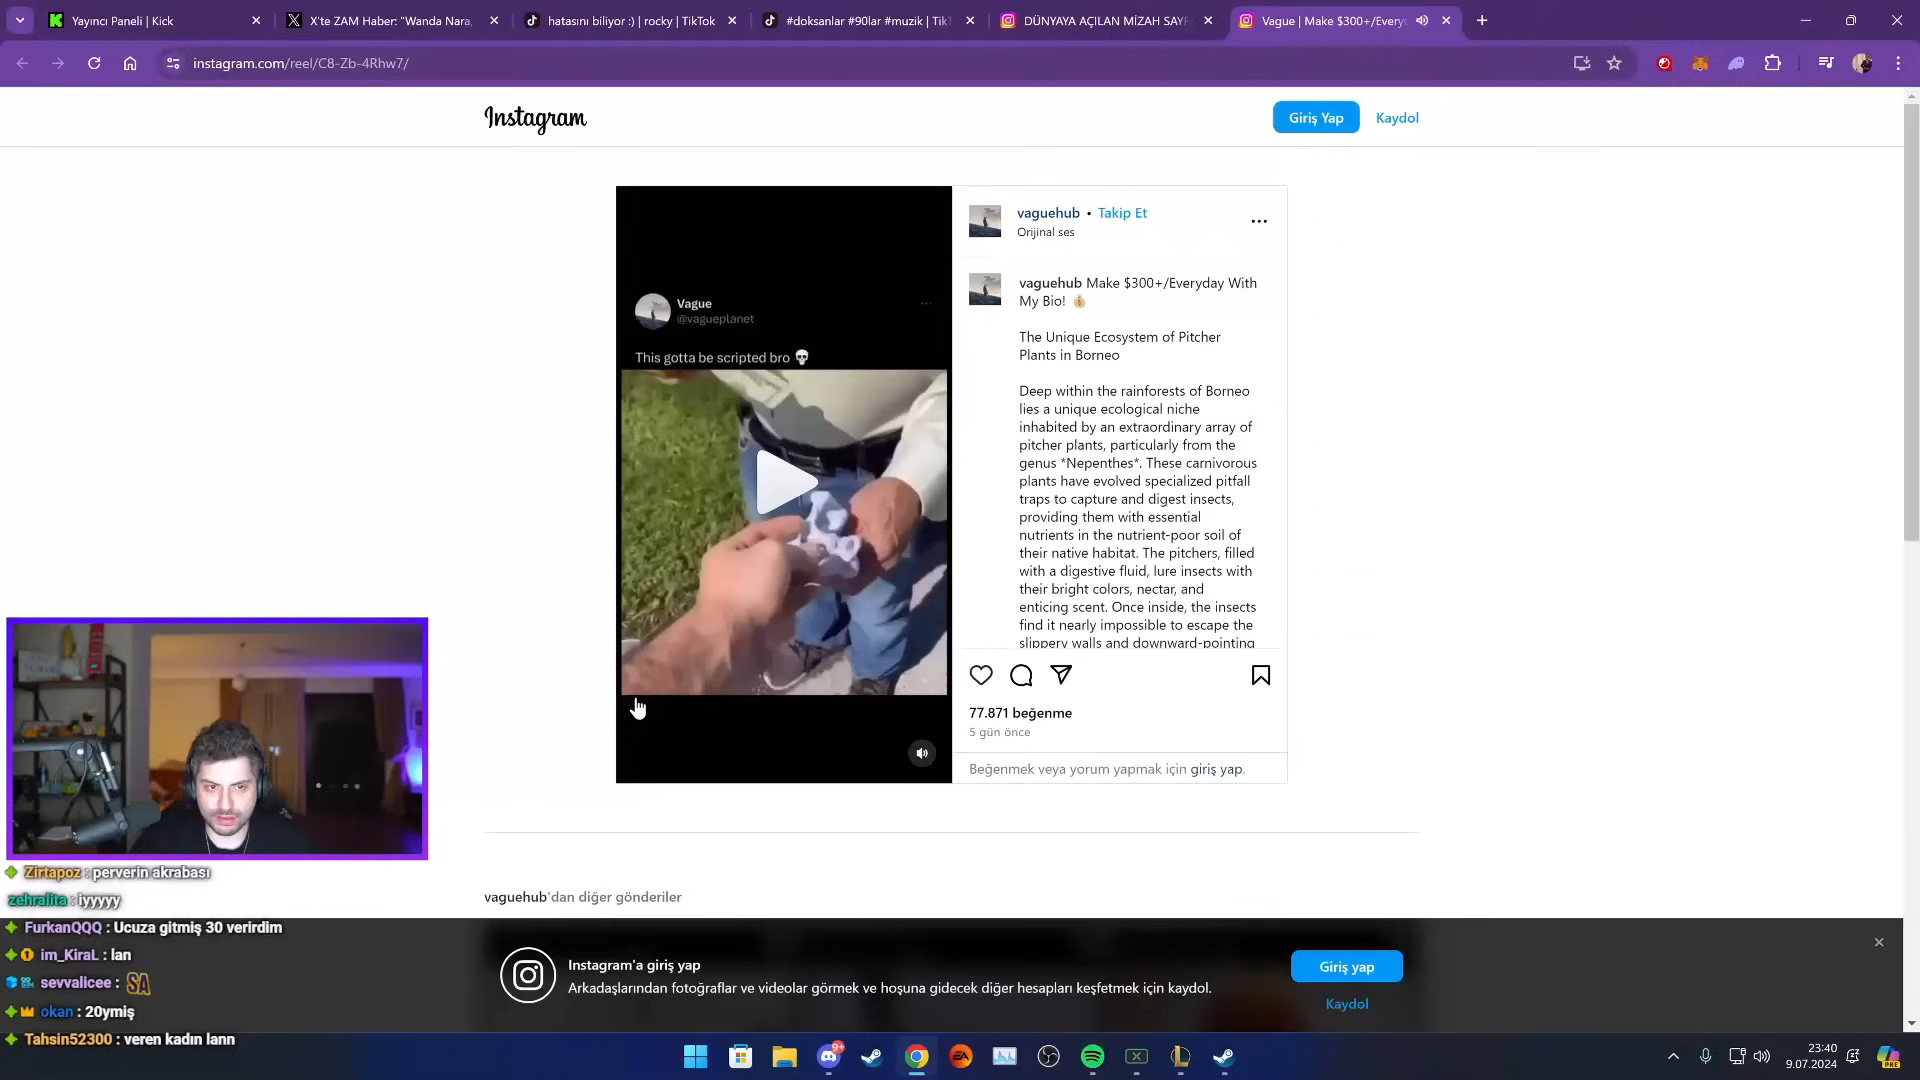 Yayıncı Paneli | Kick
X'te ZAM Haber: "Wanda Nara,
hatasını biliyor :) | rocky | TikTok
#doksanlar #90lar #muzik | Tik
DÜNYAYA AÇILAN MİZAH SAYF
Vague | Make $300+/Every
instagram.com/reel/C8-Zb-4Rhw7/
Instagram
Giriş Yap
Kaydol
Vague
@vagueplanet
This gotta be scripted bro 💀
vaguehub • Takip Et
Orijinal ses
vaguehub Make $300+/Everyday With
My Bio! 💰
The Unique Ecosystem of Pitcher
Plants in Borneo
Deep within the rainforests of Borneo
lies a unique ecological niche
inhabited by an extraordinary array of
pitcher plants, particularly from the
genus *Nepenthes*. These carnivorous
plants have evolved specialized pitfall
traps to capture and digest insects,
providing them with essential
nutrients in the nutrient-poor soil of
their native habitat. The pitchers, filled
with a digestive fluid, lure insects with
their bright colors, nectar, and
enticing scent. Once inside, the insects
find it nearly impossible to escape the
slippery walls and downward-pointing
77.871 beğenme
5 gün önce
Beğenmek veya yorum yapmak için giriş yap.
Zirtapoz : perverin akrabası
zehralita : iyyyyy
FurkanQQQ : Ucuza gitmiş 30 verirdim
im_KiraL : lan
sevvalicee : SA
okan : 20ymiş
Tahsin52300 : veren kadın lann
vaguehub'dan diğer gönderiler
Instagram'a giriş yap
Arkadaşlarından fotoğraflar ve videolar görmek ve hoşuna gidecek diğer hesapları keşfetmek için kaydol.
Giriş yap
Kaydol
9+
EA
23:40
9.07.2024
PRE